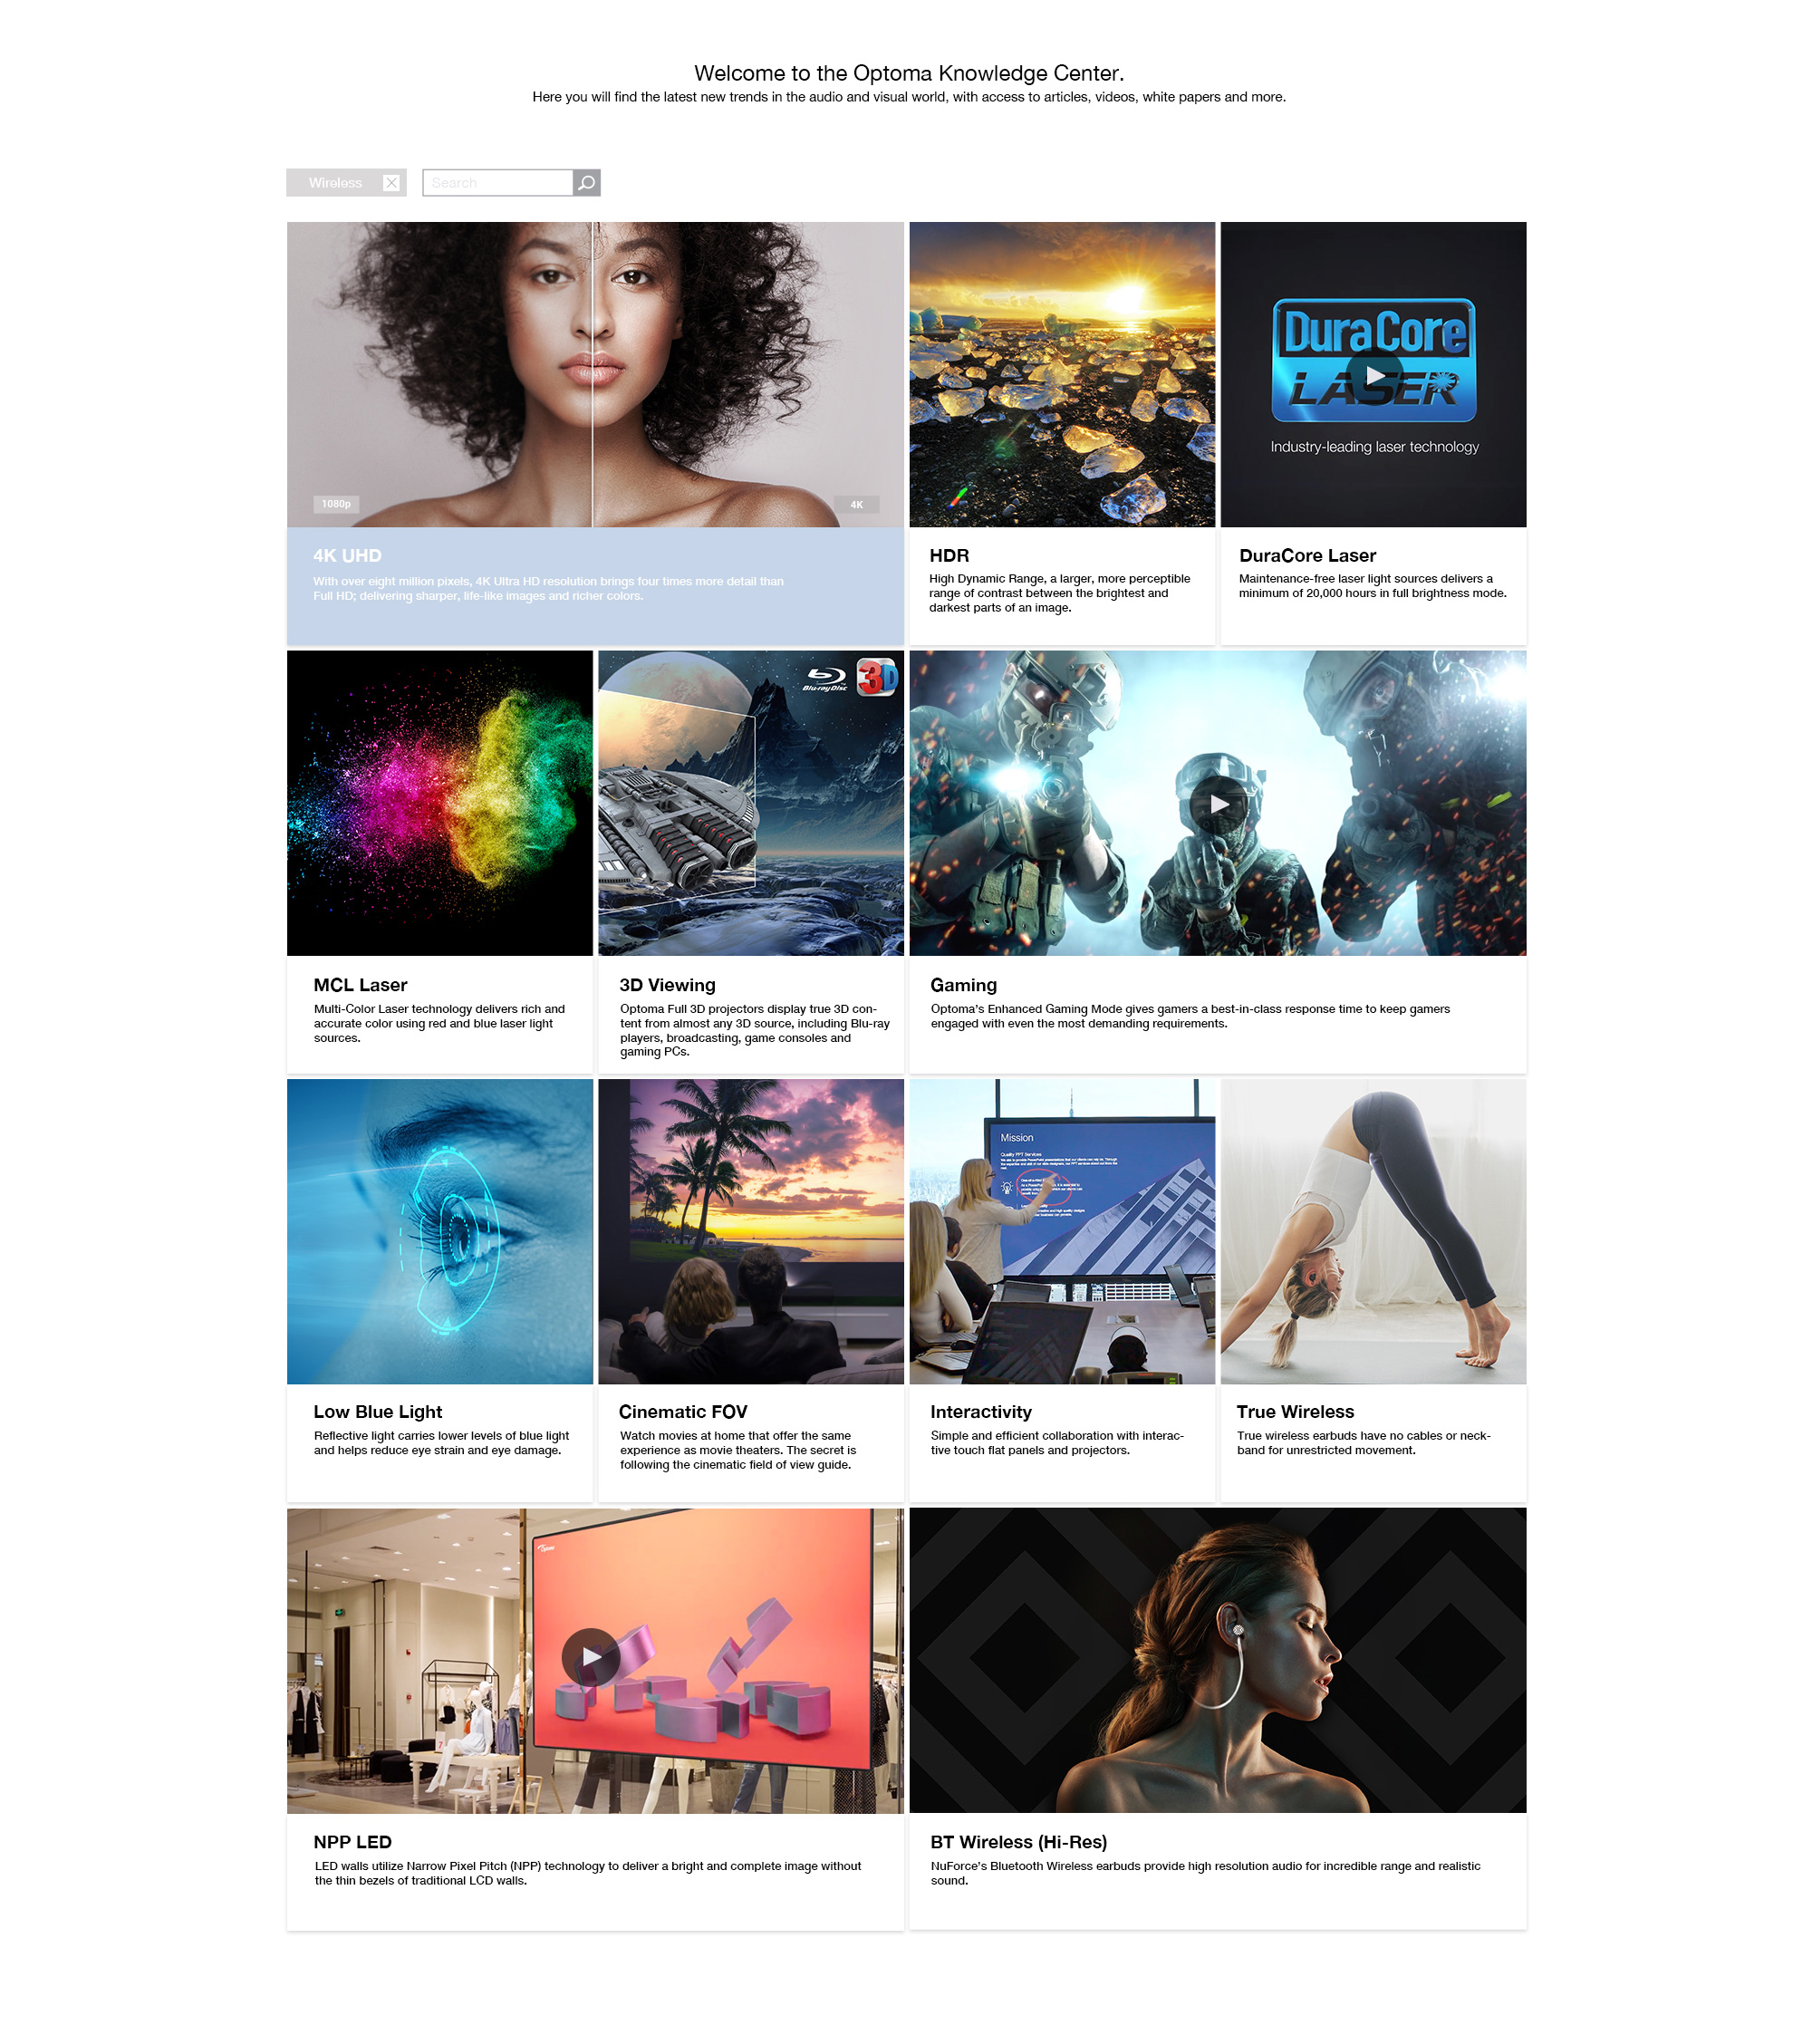 Welcome to the Optoma Knowledge Center.
Here you will find the latest new trends in the audio and visual world, with access to articles, videos, white papers and more.
Wireless
Search
1080p
4K
DuraCore
LASER
Industry-leading laser technology
4K UHD
With over eight million pixels, 4K Ultra HD resolution brings four times more detail than
Full HD; delivering sharper, life-like images and richer colors.
HDR
High Dynamic Range, a larger, more perceptible
range of contrast between the brightest and
darkest parts of an image.
DuraCore Laser
Maintenance-free laser light sources delivers a
minimum of 20,000 hours in full brightness mode.
Blu-ray Disc
3D
MCL Laser
Multi-Color Laser technology delivers rich and
accurate color using red and blue laser light
sources.
3D Viewing
Optoma Full 3D projectors display true 3D con-
tent from almost any 3D source, including Blu-ray
players, broadcasting, game consoles and
gaming PCs.
Gaming
Optoma's Enhanced Gaming Mode gives gamers a best-in-class response time to keep gamers
engaged with even the most demanding requirements.
Mission
Quality PPT Services
Low Blue Light
Reflective light carries lower levels of blue light
and helps reduce eye strain and eye damage.
Cinematic FOV
Watch movies at home that offer the same
experience as movie theaters. The secret is
following the cinematic field of view guide.
Interactivity
Simple and efficient collaboration with interac-
tive touch flat panels and projectors.
True Wireless
True wireless earbuds have no cables or neck-
band for unrestricted movement.
Optoma
NPP LED
LED walls utilize Narrow Pixel Pitch (NPP) technology to deliver a bright and complete image without
the thin bezels of traditional LCD walls.
BT Wireless (Hi-Res)
NuForce's Bluetooth Wireless earbuds provide high resolution audio for incredible range and realistic
sound.